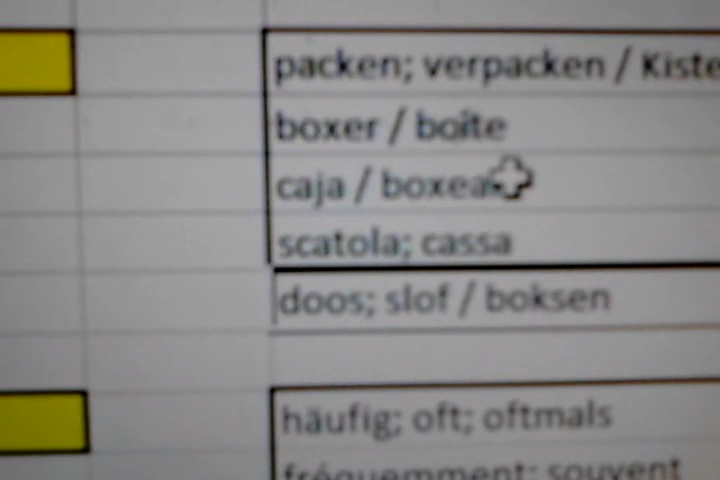 packen; verpacken / Kiste
boxer / boîte
caja / boxear
scatola; cassa
doos; slof / boksen
häufig; oft; oftmals
fréquemment; souvent